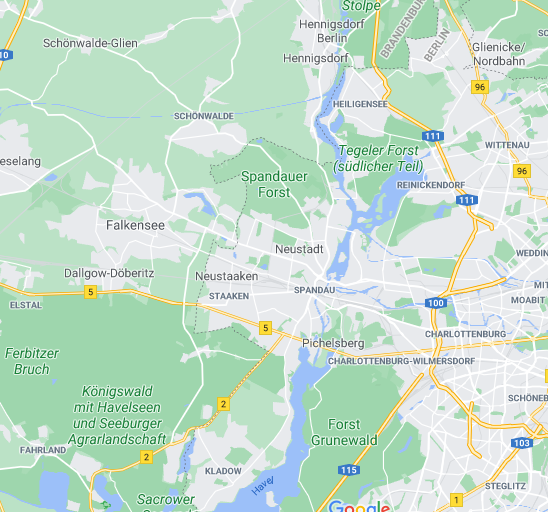 Stolpe
BRANDENBURG
BERLIN
Hennigsdorf
Berlin
Schönwalde-Glien
Glienicke/
Nordbahn
10
Hennigsdorf
96
HEILIGENSEE
SCHÖNWALDE
111
WITTENAU
Tegeler Forst
(südlicher Teil)
eselang
96
Spandauer
Forst
REINICKENDORF
111
Falkensee
Neustadt
WEDDIN
Dallgow-Döberitz
Neustaaken
MIT
5
STAAKEN
SPANDAU
MOABIT
ELSTAL
100
5
CHARLOTTENBURG
Pichelsberg
Ferbitzer
Bruch
CHARLOTTENBURG-WILMERSDORF
Königswald
mit Havelseen
und Seeburger
Agrarlandschaft
2
SCHÖNEB
Forst
Grunewald
103
FAHRLAND
2
KLADOW
115
STEGLITZ
Havel
Sacrower
1
Google